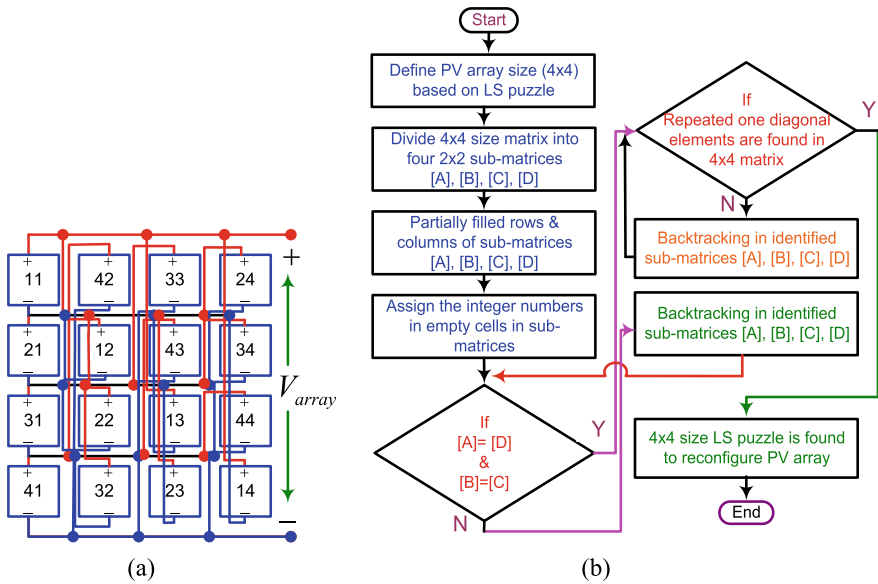 + + + + +
11 42 33 24
− − − −
+ + + +
21 12 43 34
− − − −
V array
+ + + +
31 22 13 44
− − − −
+ + + +
41 32 23 14
− − − − −
(a)
Start
Define PV array size (4x4)
based on LS puzzle
Divide 4x4 size matrix into
four 2x2 sub-matrices
[A], [B], [C], [D]
Partially filled rows &
columns of sub-matrices
[A], [B], [C], [D]
Assign the integer numbers
in empty cells in sub-
matrices
If
[A]= [D]
&
[B]=[C]
Y
N
If
Repeated one diagonal
elements are found in
4x4 matrix
Y
N
Backtracking in identified
sub-matrices [A], [B], [C], [D]
Backtracking in identified
sub-matrices [A], [B], [C], [D]
4x4 size LS puzzle is found
to reconfigure PV array
End
(b)